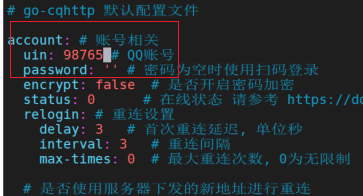 # go-cqhttp 默认配置文件
account: # 账号相关
uin: 98765 # QQ账号
password: '' # 密码为空时使用扫码登录
encrypt: false # 是否开启密码加密
status: 0 # 在线状态 请参考 https://do
relogin: # 重连设置
delay: 3 # 首次重连延迟, 单位秒
interval: 3 # 重连间隔
max-times: 0 # 最大重连次数, 0为无限制
# 是否使用服务器下发的新地址进行重连